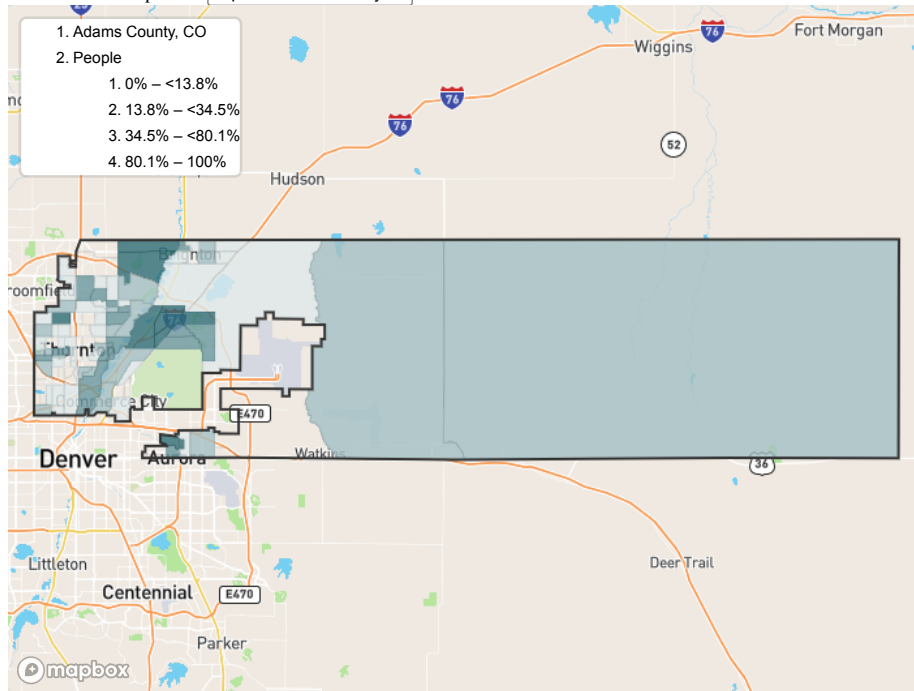 1. Adams County, CO
2. People
1. 0% – <13.8%
2. 13.8% – <34.5%
3. 34.5% – <80.1%
4. 80.1% – 100%
76
Fort Morgan
Wiggins
76
76
52
Hudson
Brighton
roomfield
76
Thornton
Commerce City
E470
Denver
Aurora
Watkins
36
Littleton
Deer Trail
Centennial
E470
Parker
mapbox